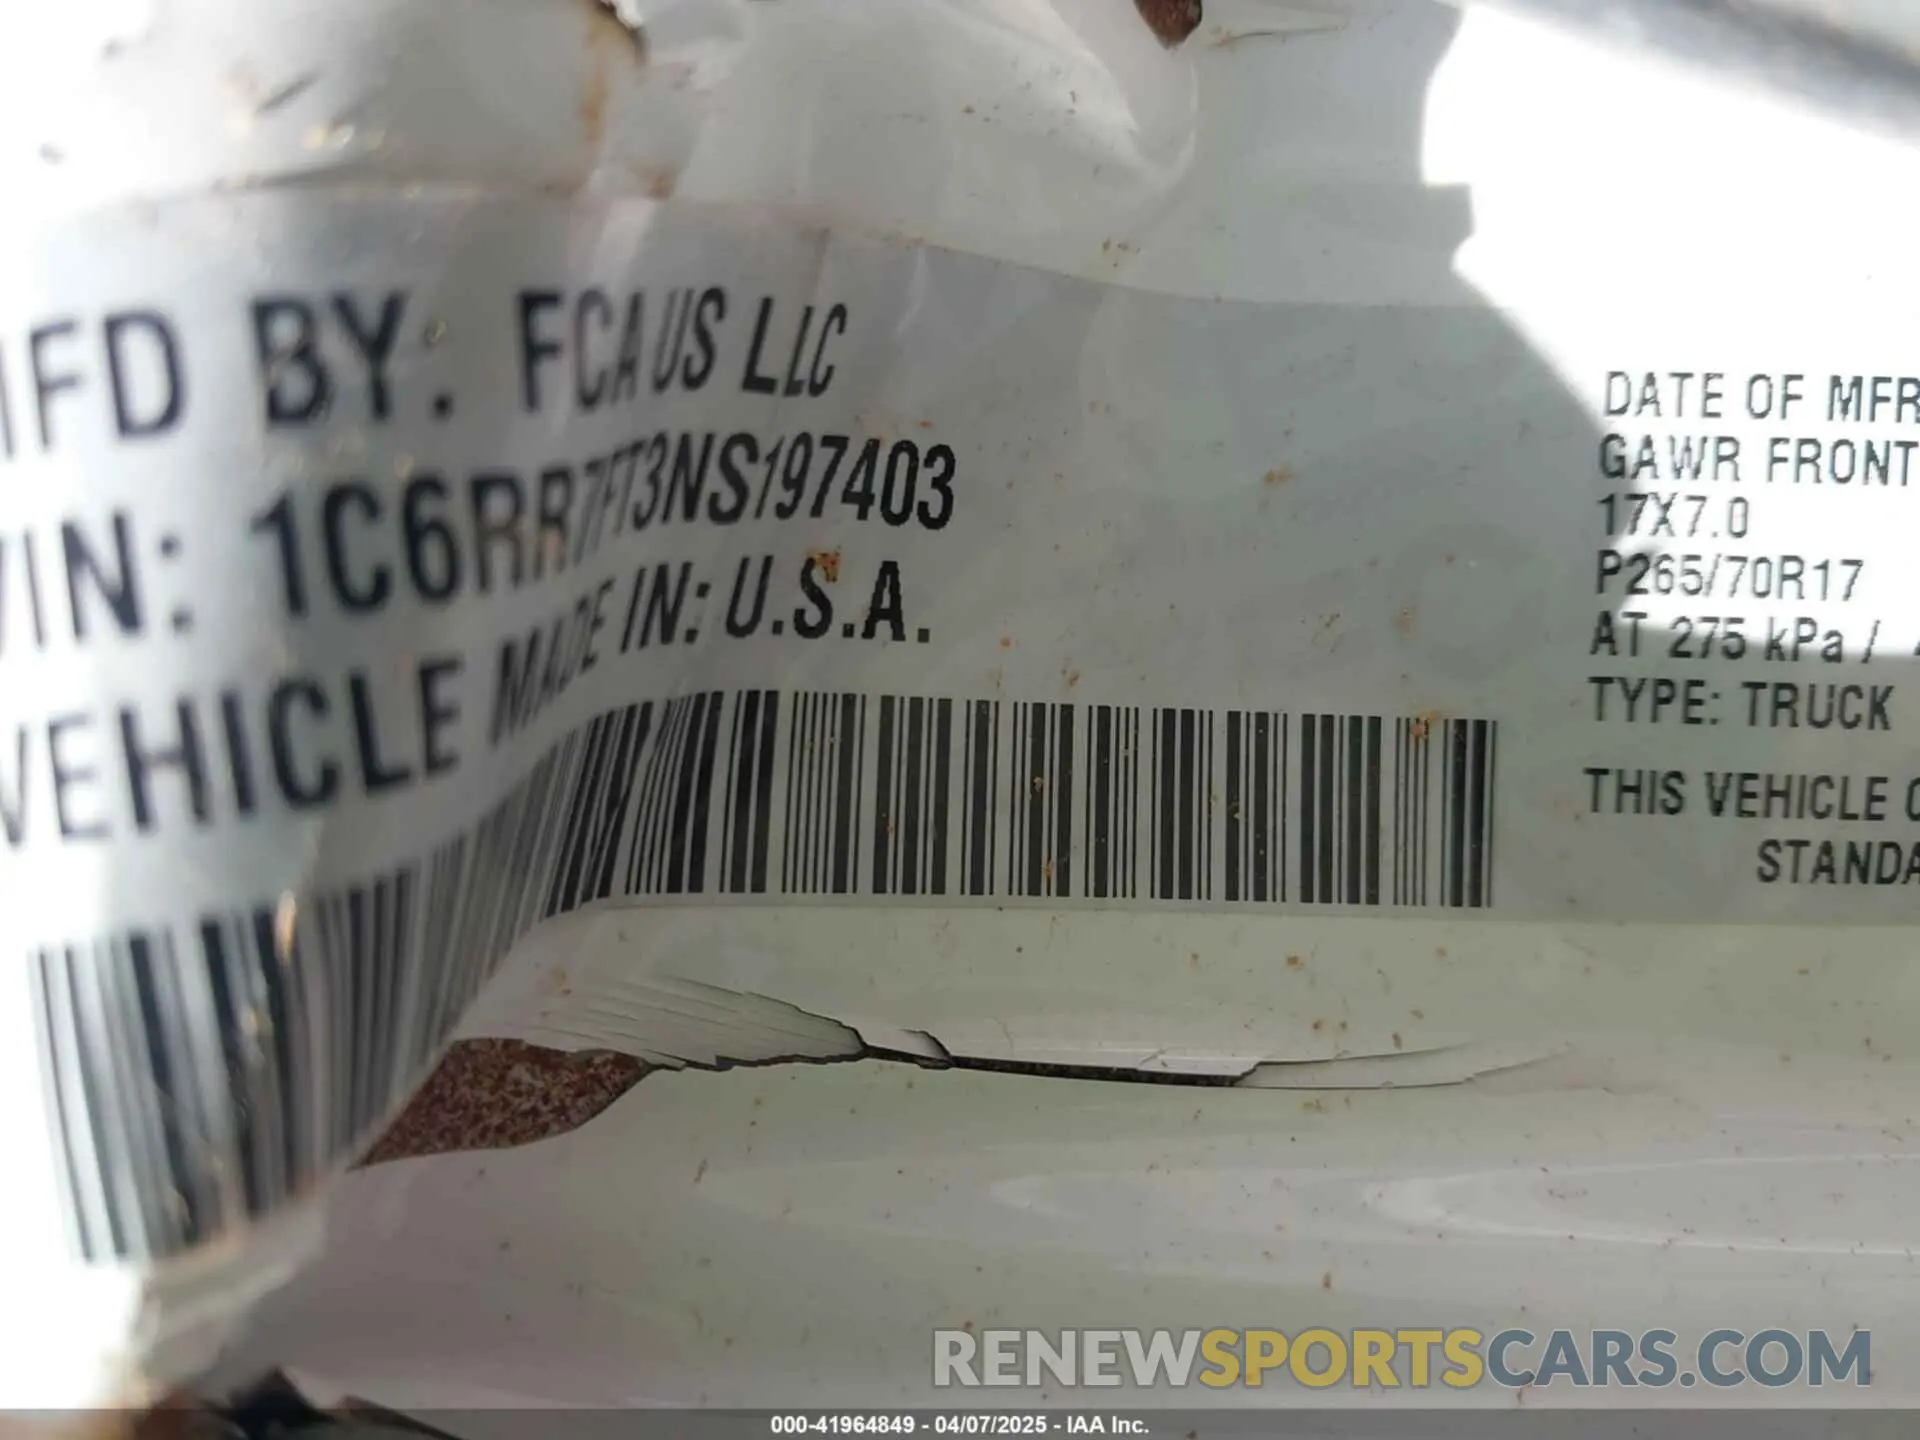 MFD BY: FCA US LLC
VIN: 1C6RR7FT3NS197403
VEHICLE MADE IN: U.S.A.
DATE OF MFR
GAWR FRONT
17X7.0
P265/70R17
AT 275 kPa /
TYPE: TRUCK
THIS VEHICLE
STANDA
RENEWSPORTSCARS.COM
000-41964849 - 04/07/2025 - IAA Inc.